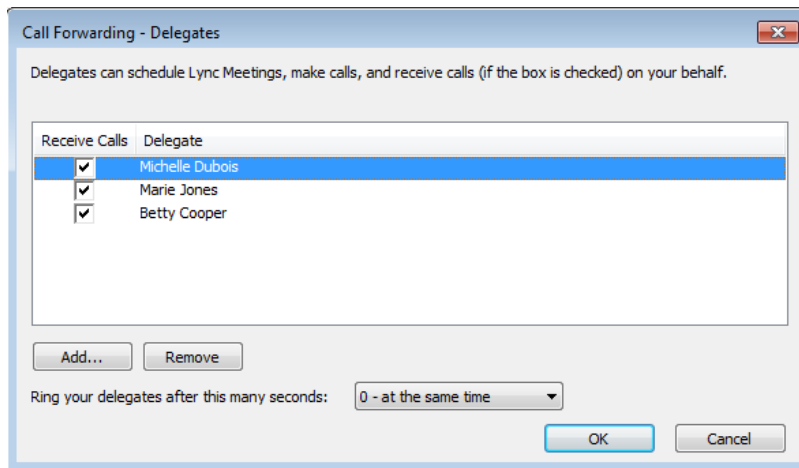 Call Forwarding - Delegates
Delegates can schedule Lync Meetings, make calls, and receive calls (if the box is checked) on your behalf.
Receive Calls Delegate
Michelle Dubois
Marie Jones
Betty Cooper
Add... Remove
Ring your delegates after this many seconds: 0 - at the same time
OK Cancel